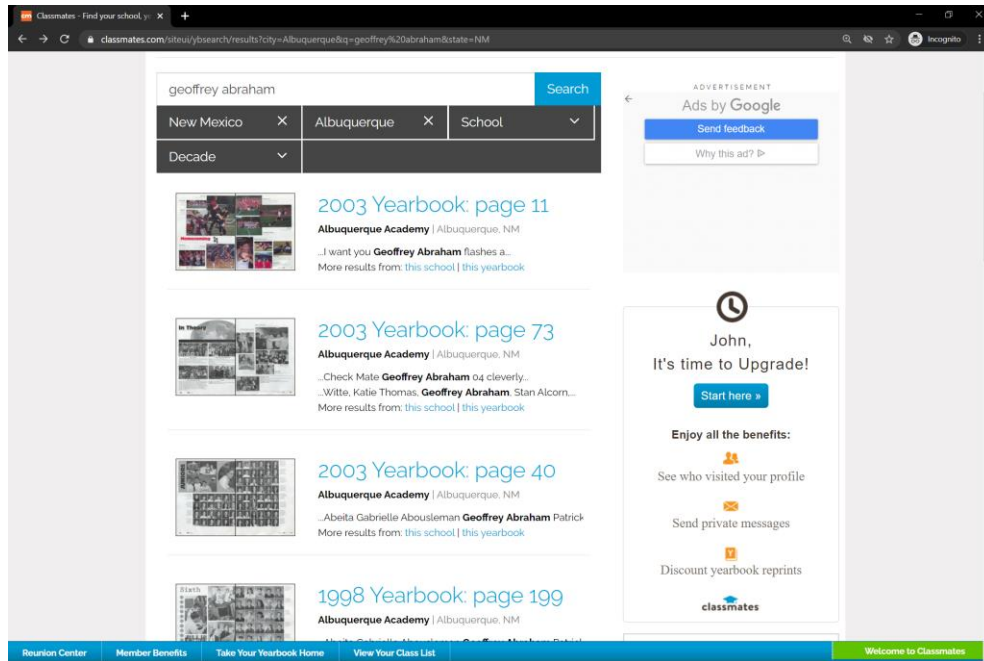 Classmates - Find your school, yc
classmates.com/siteui/ybsearch/results?city=Albuquerque&q=geoffrey%20abraham&state=NM
Incognito
geoffrey abraham
Search
New Mexico
Albuquerque
School
Decade
2003 Yearbook: page 11
Albuquerque Academy | Albuquerque, NM
...I want you Geoffrey Abraham flashes a...
More results from: this school | this yearbook
In Theory
2003 Yearbook: page 73
Albuquerque Academy | Albuquerque, NM
...Check Mate Geoffrey Abraham 04 cleverly...
...Witte, Katie Thomas, Geoffrey Abraham, Stan Alcorn,...
More results from: this school | this yearbook
2003 Yearbook: page 40
Albuquerque Academy | Albuquerque, NM
...Abeita Gabrielle Abousleman Geoffrey Abraham Patrick
More results from: this school | this yearbook
Sixth
1998 Yearbook: page 199
Albuquerque Academy | Albuquerque, NM
ADVERTISEMENT
Ads by Google
Send feedback
Why this ad?
John,
It's time to Upgrade!
Start here »
Enjoy all the benefits:
See who visited your profile
Send private messages
Discount yearbook reprints
classmates
Reunion Center
Member Benefits
Take Your Yearbook Home
View Your Class List
Welcome to Classmates